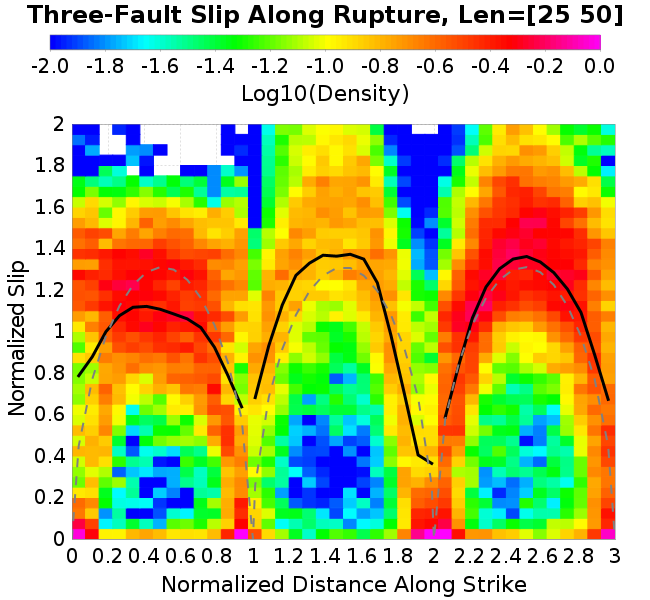 Three-Fault Slip Along Rupture, Len=[25 50]
-2.0 -1.8 -1.6 -1.4 -1.2 -1.0 -0.8 -0.6 -0.4 -0.2 0.0
Log10(Density)
2
1.8
1.6
1.4
1.2
1
0.8
0.6
0.4
0.2
0
Normalized Slip
0 0.2 0.4 0.6 0.8 1 1.2 1.4 1.6 1.8 2 2.2 2.4 2.6 2.8 3
Normalized Distance Along Strike